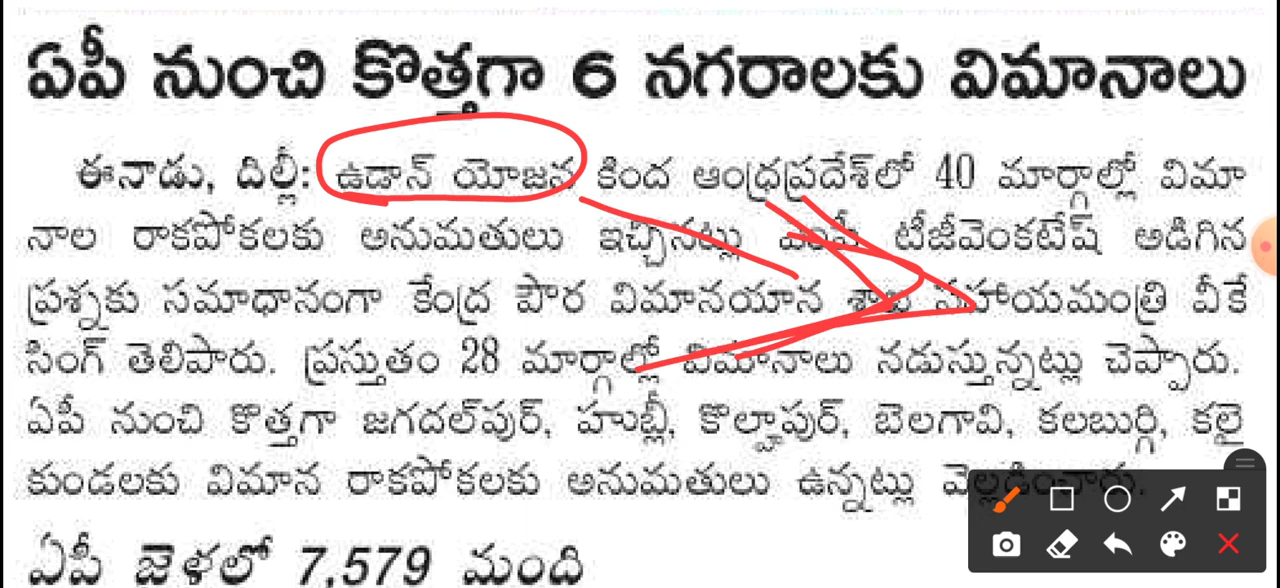 ఏపీ నుంచి కొత్తగా 6 నగరాలకు విమానాలు
ఈనాడు, దిల్లీ: ఉడాన్ యోజన కింద ఆంధ్రప్రదేశ్‌లో 40 మార్గాల్లో విమా
నాల రాకపోకలకు అనుమతులు ఇచ్చినట్లు ఎంపీ టీజీవెంకటేష్ అడిగిన
ప్రశ్నకు సమాధానంగా కేంద్ర పౌర విమానయాన శాఖ సహాయమంత్రి వీకే
సింగ్ తెలిపారు. ప్రస్తుతం 28 మార్గాల్లో విమానాలు నడుస్తున్నట్లు చెప్పారు.
ఏపీ నుంచి కొత్తగా జగదల్‌పుర్, హుబ్లీ, కొల్హాపుర్, బెలగావి, కలబుర్గి, కలై
కుండలకు విమాన రాకపోకలకు అనుమతులు ఉన్నట్లు వెల్లడించారు.
ఏపీ జైళ్లలో 7,579 మంది